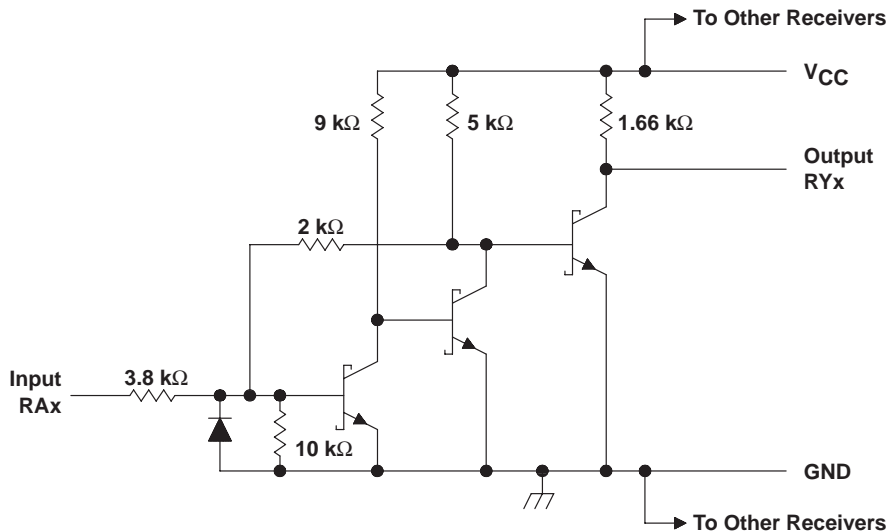 To Other Receivers
VCC
9 kΩ
5 kΩ
1.66 kΩ
Output
RYx
2 kΩ
Input
RAx
3.8 kΩ
10 kΩ
GND
To Other Receivers